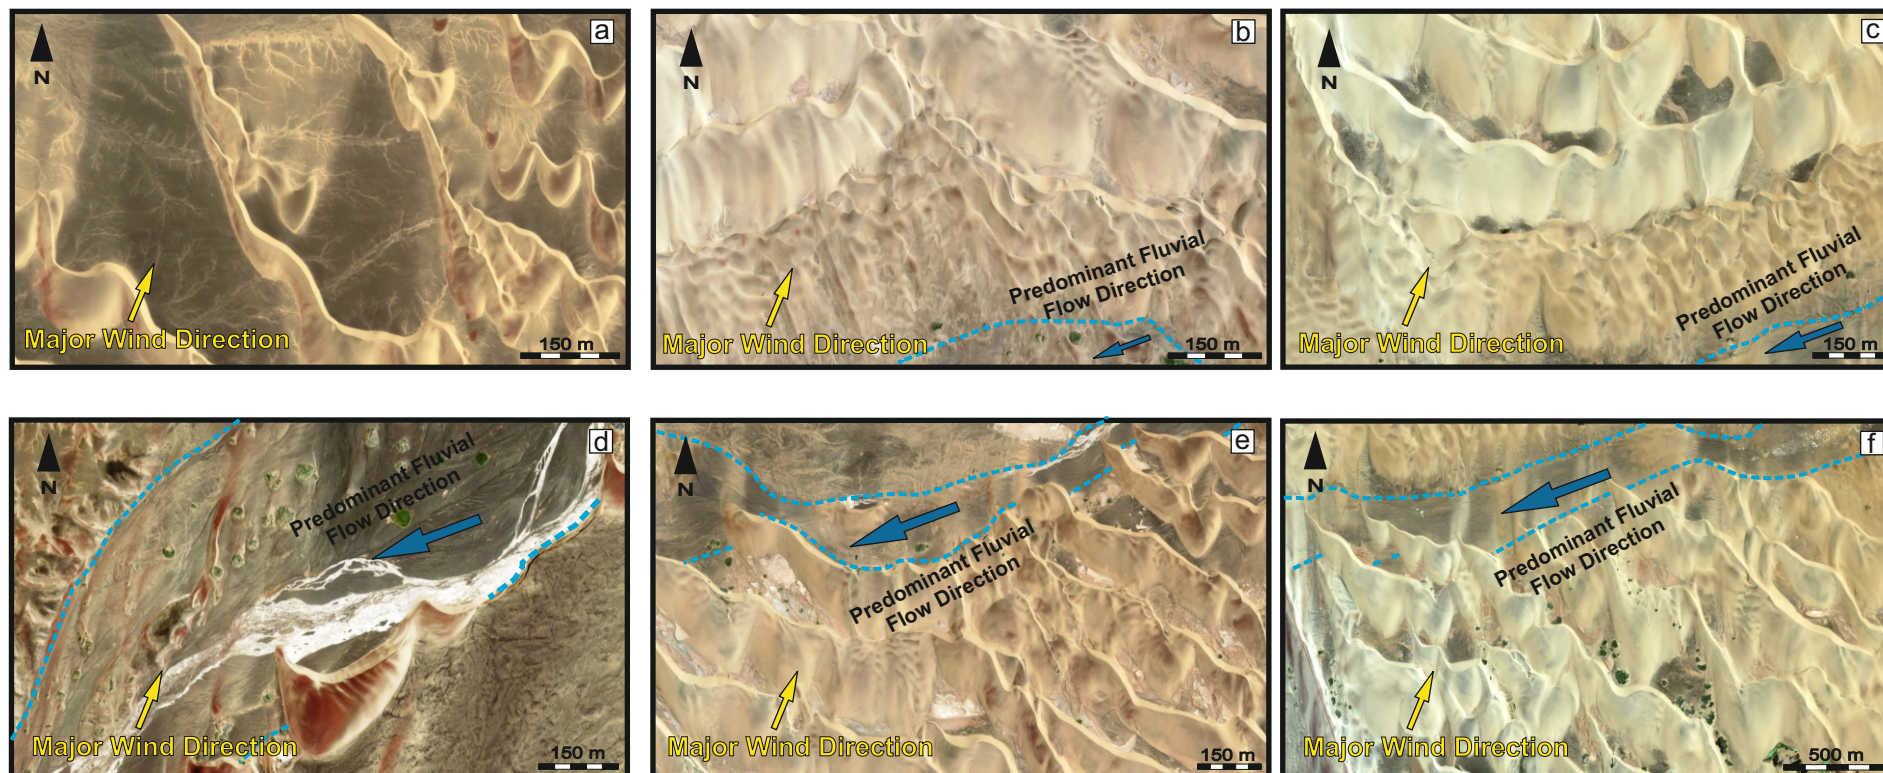 a
N
Major Wind Direction
150 m
b
N
Predominant Fluvial
Flow Direction
Major Wind Direction
150 m
c
N
Predominant Fluvial
Flow Direction
Major Wind Direction
150 m
d
N
Predominant Fluvial
Flow Direction
Major Wind Direction
150 m
e
N
Predominant Fluvial
Flow Direction
Major Wind Direction
150 m
f
N
Predominant Fluvial
Flow Direction
Major Wind Direction
500 m